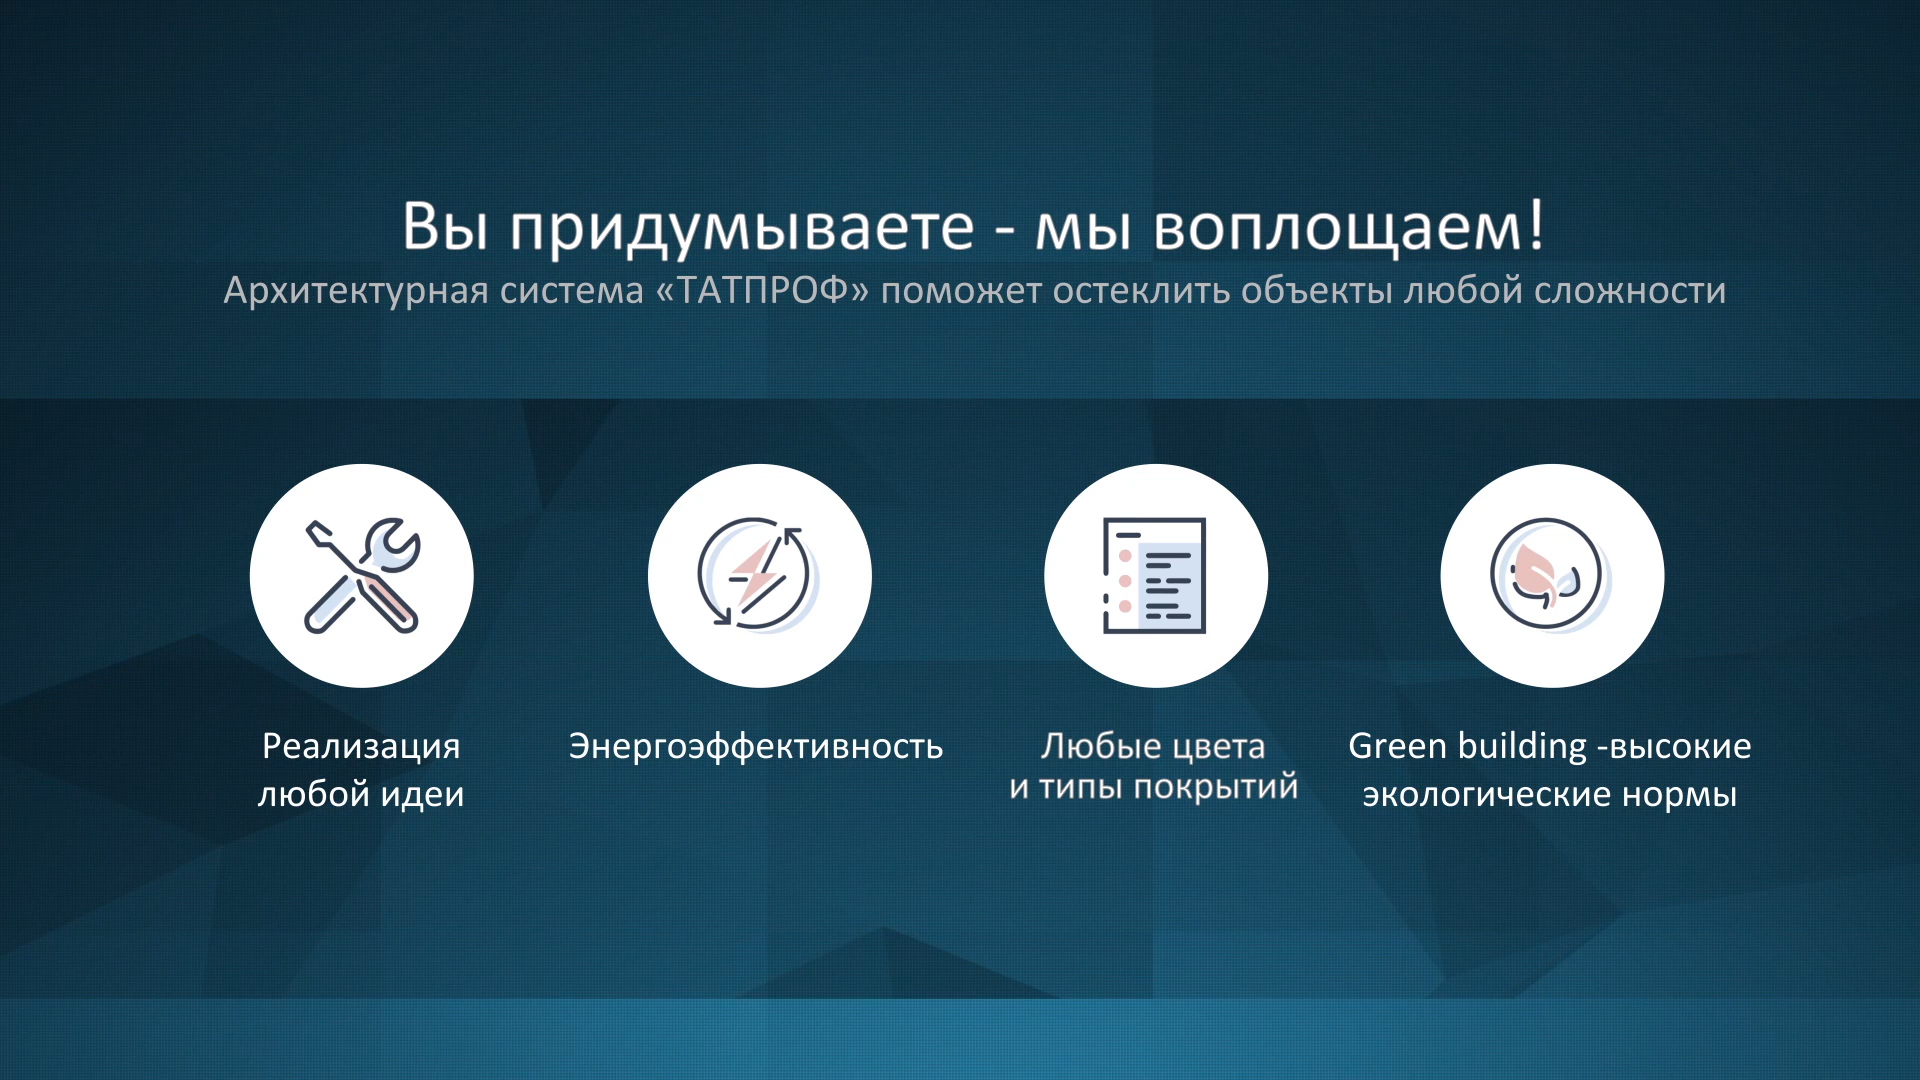 Вы придумываете - мы воплощаем!
Архитектурная система «ТАТПРОФ» поможет остеклить объекты любой сложности
Реализация
любой идеи
Энергоэффективность
Любые цвета
и типы покрытий
Green building -высокие
экологические нормы